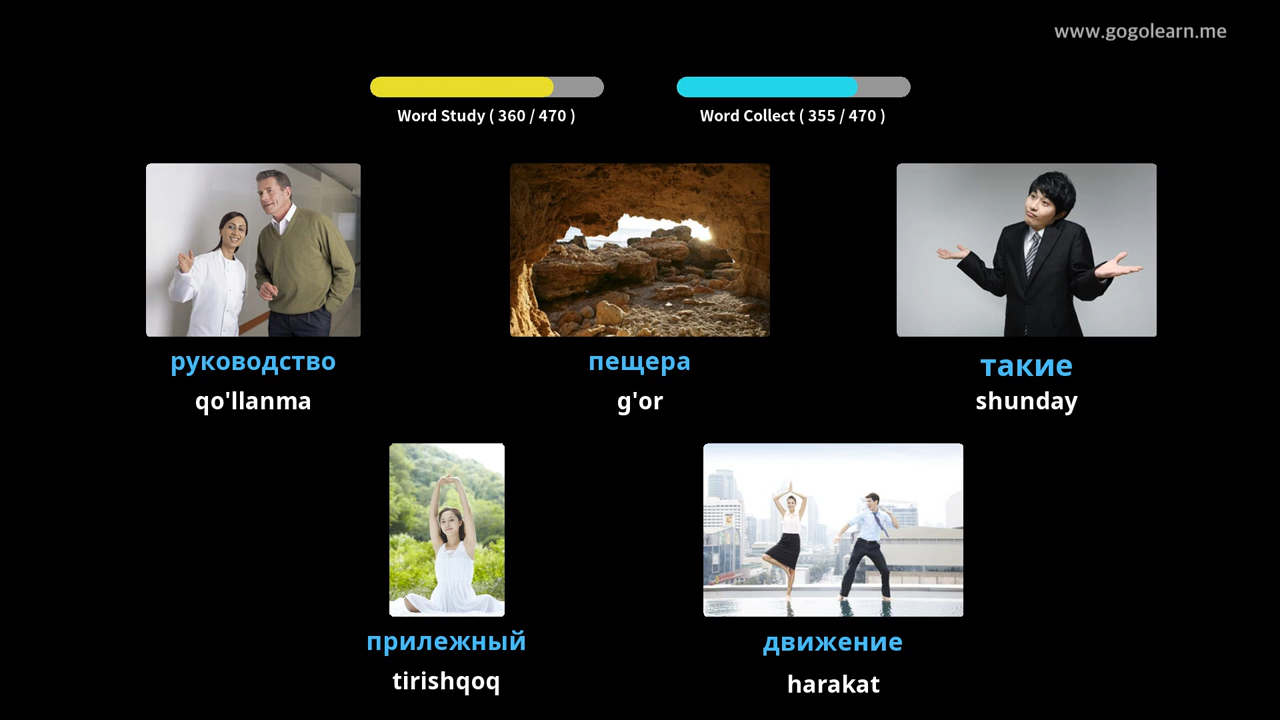 www.gogolearn.me
Word Study ( 360 / 470 )
Word Collect ( 355 / 470 )
руководство
qo'llanma
пещера
g'or
такие
shunday
прилежный
tirishqoq
движение
harakat